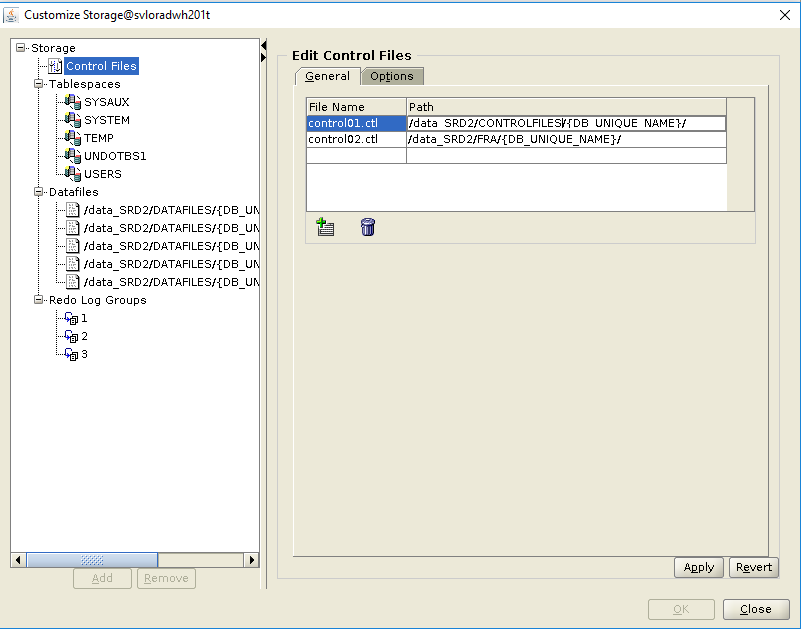 Customize Storage@svloradwh201t
Storage
Control Files
Tablespaces
SYSAUX
SYSTEM
TEMP
UNDOTBS1
USERS
Datafiles
/data_SRD2/DATAFILES/{DB_UN
/data_SRD2/DATAFILES/{DB_UN
/data_SRD2/DATAFILES/{DB_UN
/data_SRD2/DATAFILES/{DB_UN
/data_SRD2/DATAFILES/{DB_UN
Redo Log Groups
1
2
3
Add Remove
Edit Control Files
General Options
File Name Path
control01.ctl /data_SRD2/CONTROLFILES/{DB_UNIQUE_NAME}/
control02.ctl /data_SRD2/FRA/{DB_UNIQUE_NAME}/
Apply Revert
OK Close